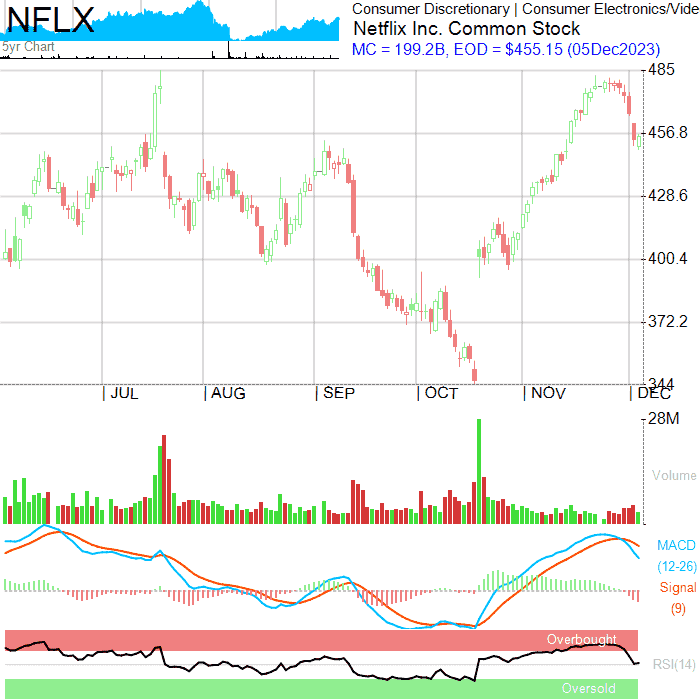 NFLX
5yr Chart
Consumer Discretionary | Consumer Electronics/Vide
Netflix Inc. Common Stock
MC = 199.2B, EOD = $455.15 (05Dec2023)
485
456.8
428.6
400.4
372.2
344
JUL AUG SEP OCT NOV DEC
28M
Volume
MACD
(12-26)
Signal
(9)
Overbought
RSI(14)
Oversold